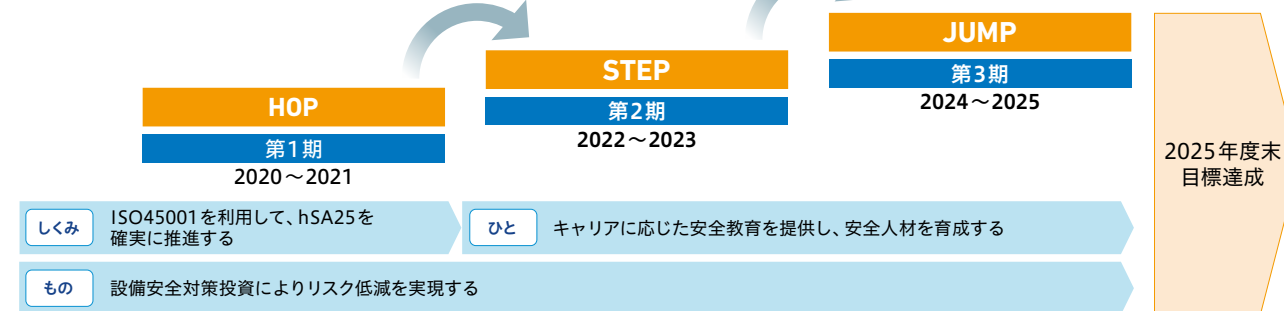 JUMP
第3期
2024～2025
STEP
第2期
2022～2023
HOP
第1期
2020～2021
2025年度末
目標達成
しくみ
ISO45001を利用して、hSA25を
確実に推進する
ひと
キャリアに応じた安全教育を提供し、安全人材を育成する
もの
設備安全対策投資によりリスク低減を実現する